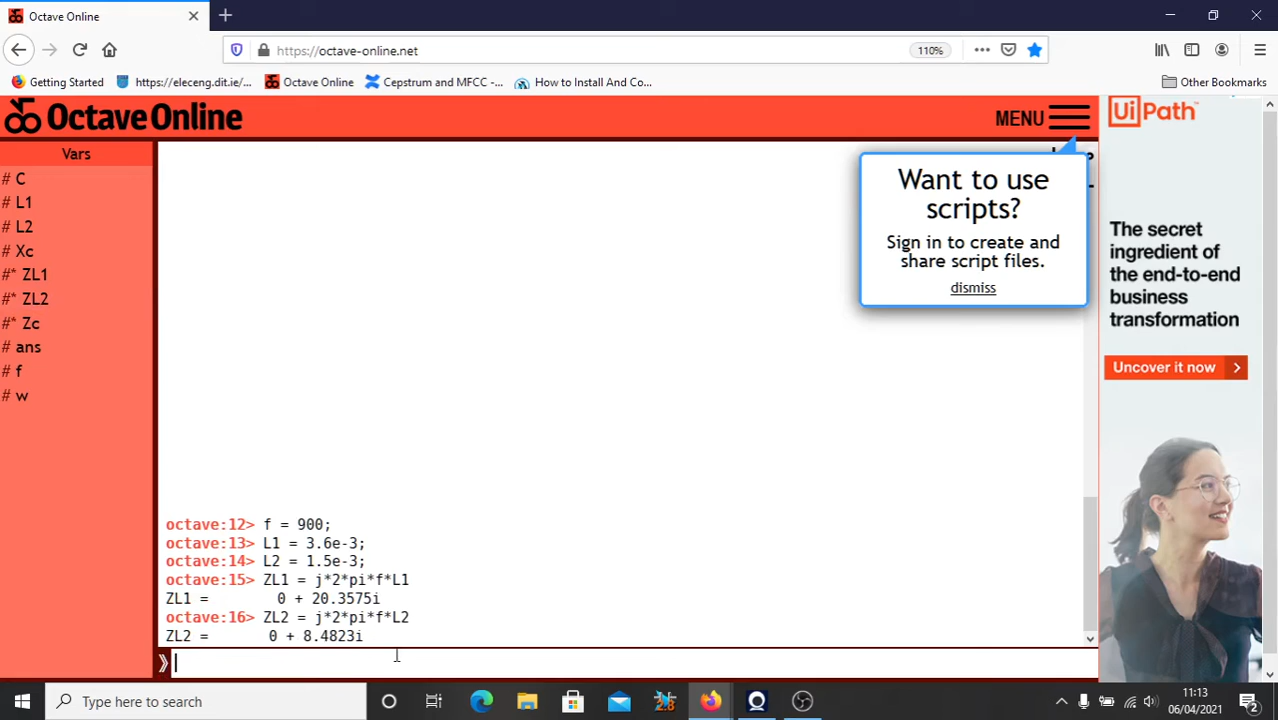 Octave Online
https://octave-online.net
110%
Getting Started
https://eleceng.dit.ie/...
Octave Online
Cepstrum and MFCC -...
How to Install And Co...
Other Bookmarks
Octave Online
MENU
UiPath
Vars
# C
# L1
# L2
# Xc
#* ZL1
#* ZL2
#* Zc
# ans
# f
# w
Want to use
scripts?
Sign in to create and
share script files.
dismiss
The secret
ingredient of
the end-to-end
business
transformation
Uncover it now
octave:12> f = 900;
octave:13> L1 = 3.6e-3;
octave:14> L2 = 1.5e-3;
octave:15> ZL1 = j*2*pi*f*L1
ZL1 =        0 + 20.3575i
octave:16> ZL2 = j*2*pi*f*L2
ZL2 =       0 + 8.4823i
Type here to search
2.8
11:13
06/04/2021
2